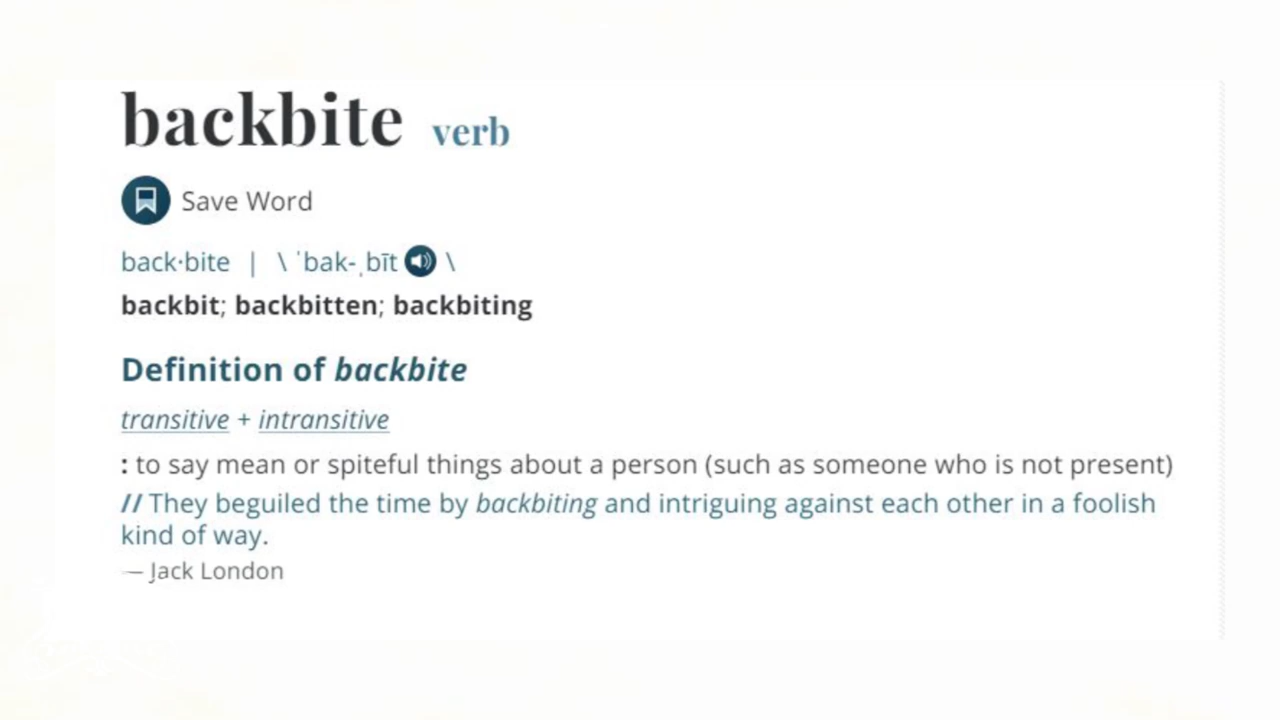 backbite verb
Save Word
back·bite | \ ˈbak-ˌbīt \
backbit; backbitten; backbiting
Definition of backbite
transitive + intransitive
: to say mean or spiteful things about a person (such as someone who is not present)
// They beguiled the time by backbiting and intriguing against each other in a foolish
kind of way.
— Jack London